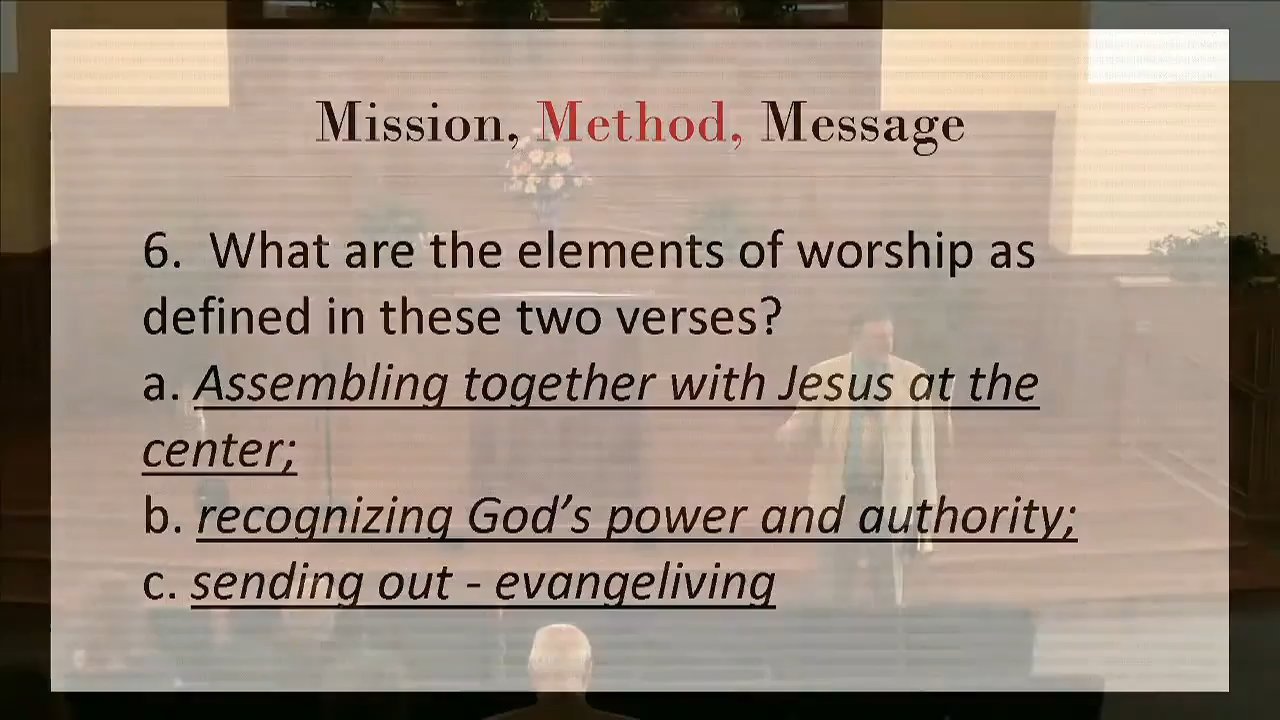 Mission, Method, Message
6. What are the elements of worship as
defined in these two verses?
a. Assembling together with Jesus at the
center;
b. recognizing God's power and authority;
c. sending out - evangeliving